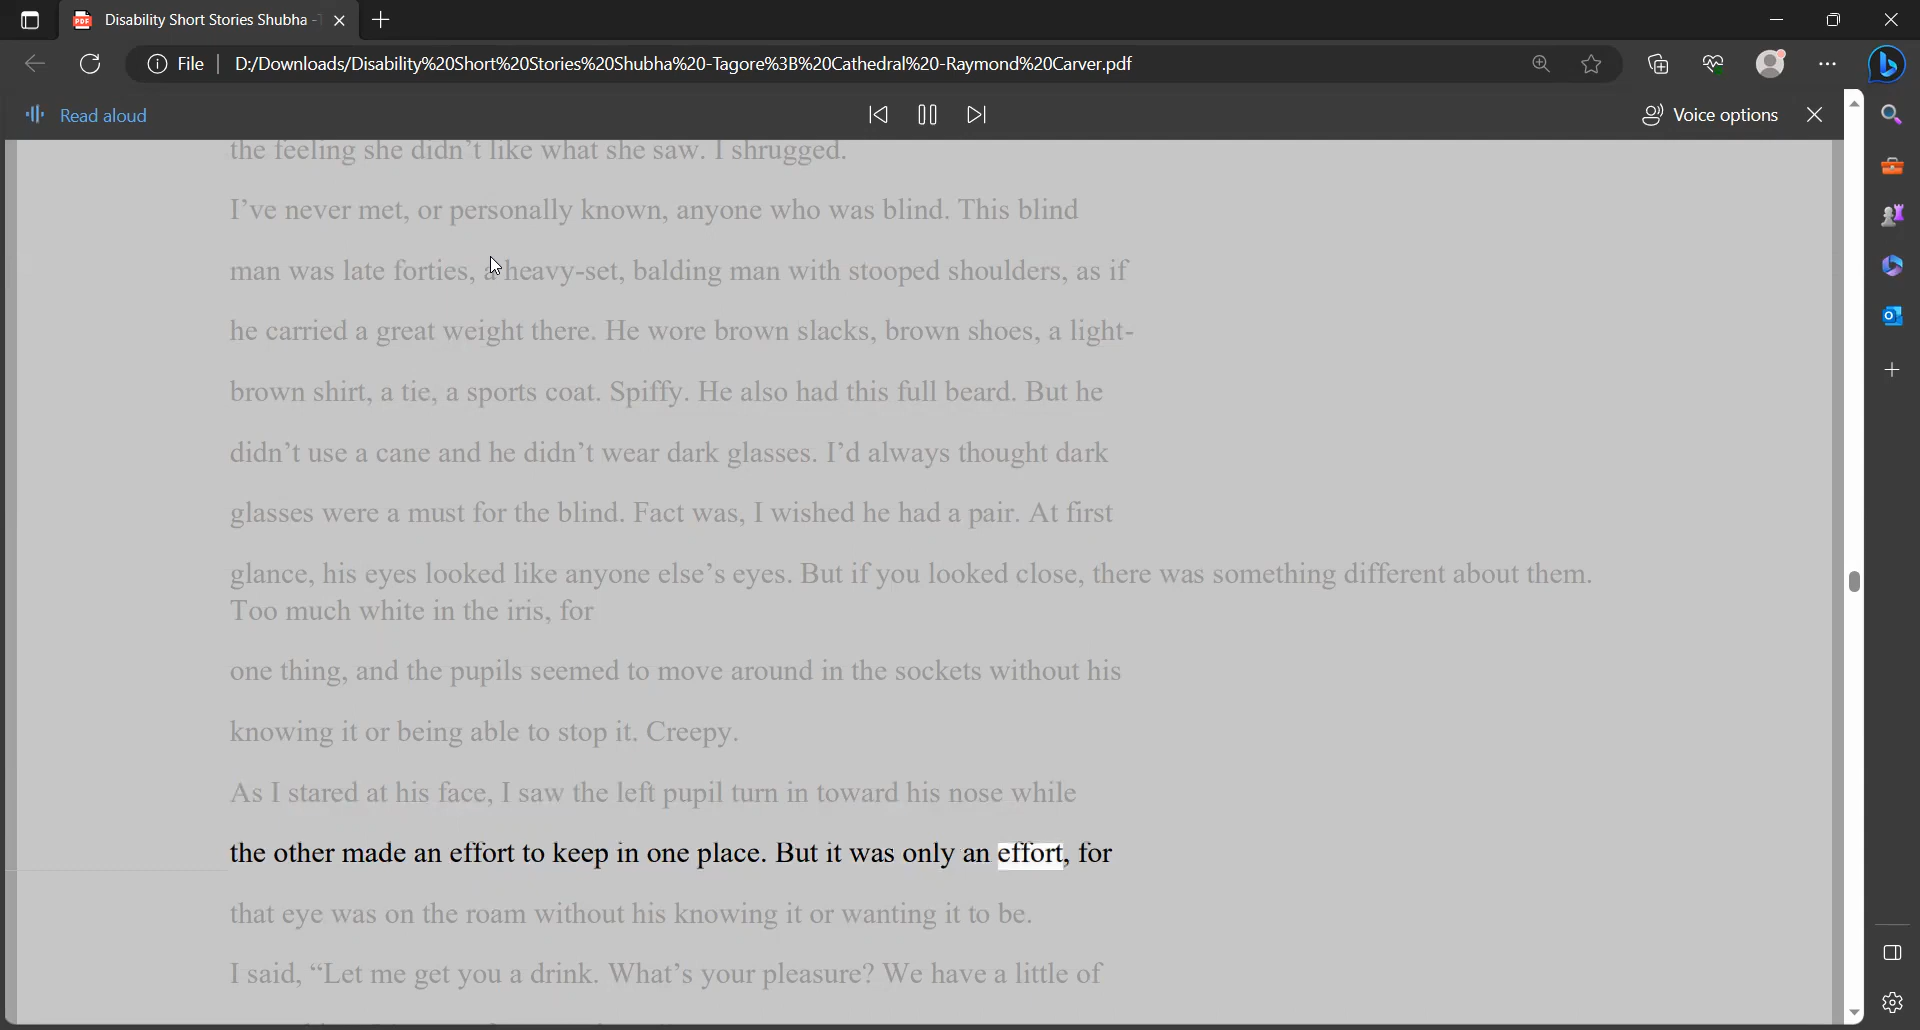 Disability Short Stories Shubha -
File
D:/Downloads/Disability%20Short%20Stories%20Shubha%20-Tagore%3B%20Cathedral%20-Raymond%20Carver.pdf
Read aloud
Voice options
the feeling she didn’t like what she saw. I shrugged.
I’ve never met, or personally known, anyone who was blind. This blind
man was late forties, a heavy-set, balding man with stooped shoulders, as if
he carried a great weight there. He wore brown slacks, brown shoes, a light-
brown shirt, a tie, a sports coat. Spiffy. He also had this full beard. But he
didn’t use a cane and he didn’t wear dark glasses. I’d always thought dark
glasses were a must for the blind. Fact was, I wished he had a pair. At first
glance, his eyes looked like anyone else’s eyes. But if you looked close, there was something different about them.
Too much white in the iris, for
one thing, and the pupils seemed to move around in the sockets without his
knowing it or being able to stop it. Creepy.
As I stared at his face, I saw the left pupil turn in toward his nose while
the other made an effort to keep in one place. But it was only an effort, for
that eye was on the roam without his knowing it or wanting it to be.
I said, “Let me get you a drink. What’s your pleasure? We have a little of